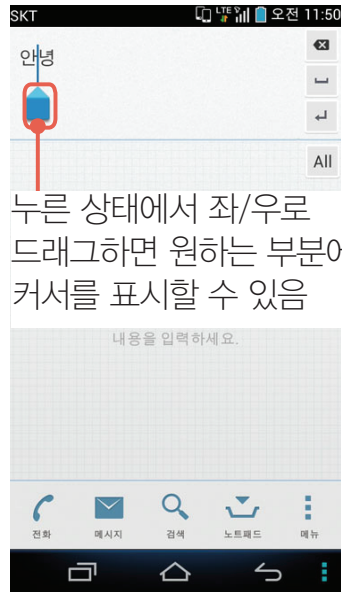 SKT LTE 오전 11:50
안녕
All
누른 상태에서 좌/우로
드래그하면 원하는 부분에
커서를 표시할 수 있음
내용을 입력하세요.
전화 메시지 검색 노트패드 메뉴